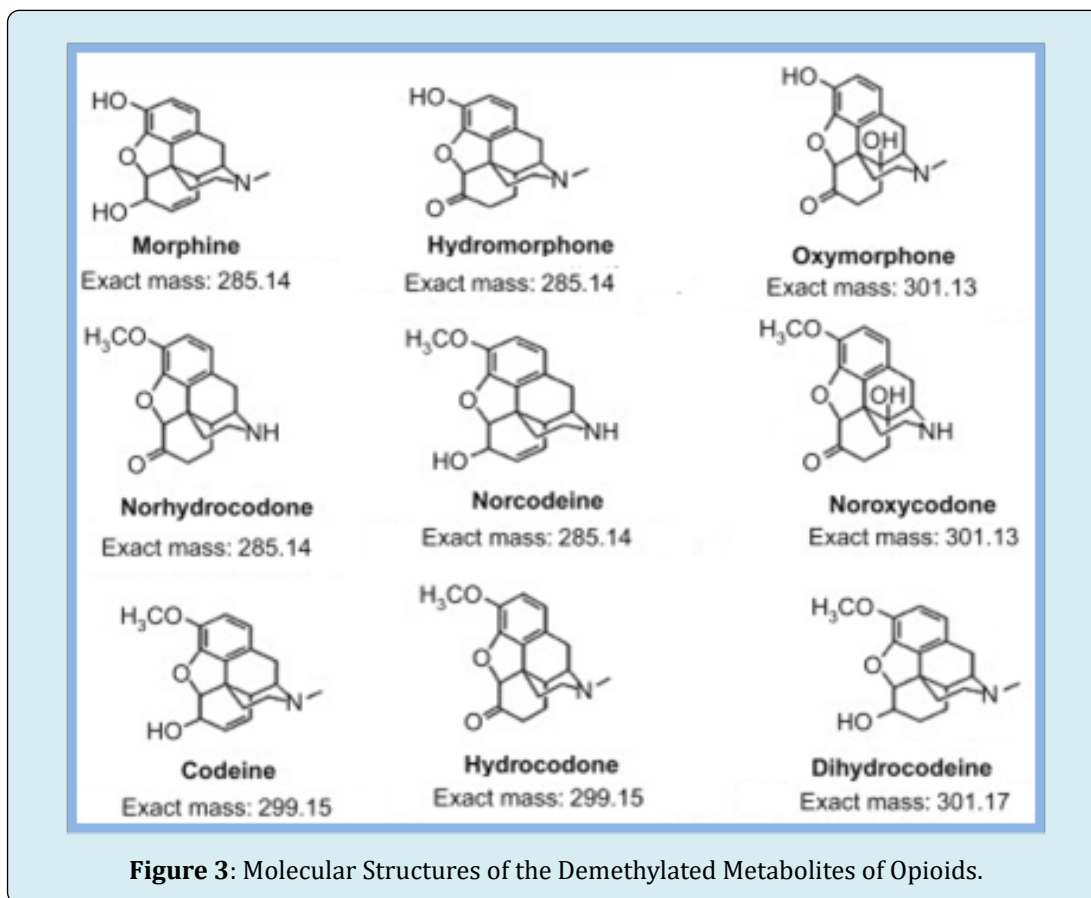 HO
O
HO
N
Morphine
Exact mass: 285.14
HO
O
O
N
Hydromorphone
Exact mass: 285.14
HO
O
OH
O
N
Oxymorphone
Exact mass: 301.13
H₃CO
O
O
NH
Norhydrocodone
Exact mass: 285.14
H₃CO
O
HO
NH
Norcodeine
Exact mass: 285.14
H₃CO
O
OH
O
NH
Noroxycodone
Exact mass: 301.13
H₃CO
O
HO
N
Codeine
Exact mass: 299.15
H₃CO
O
O
N
Hydrocodone
Exact mass: 299.15
H₃CO
O
HO
N
Dihydrocodeine
Exact mass: 301.17
Figure 3: Molecular Structures of the Demethylated Metabolites of Opioids.